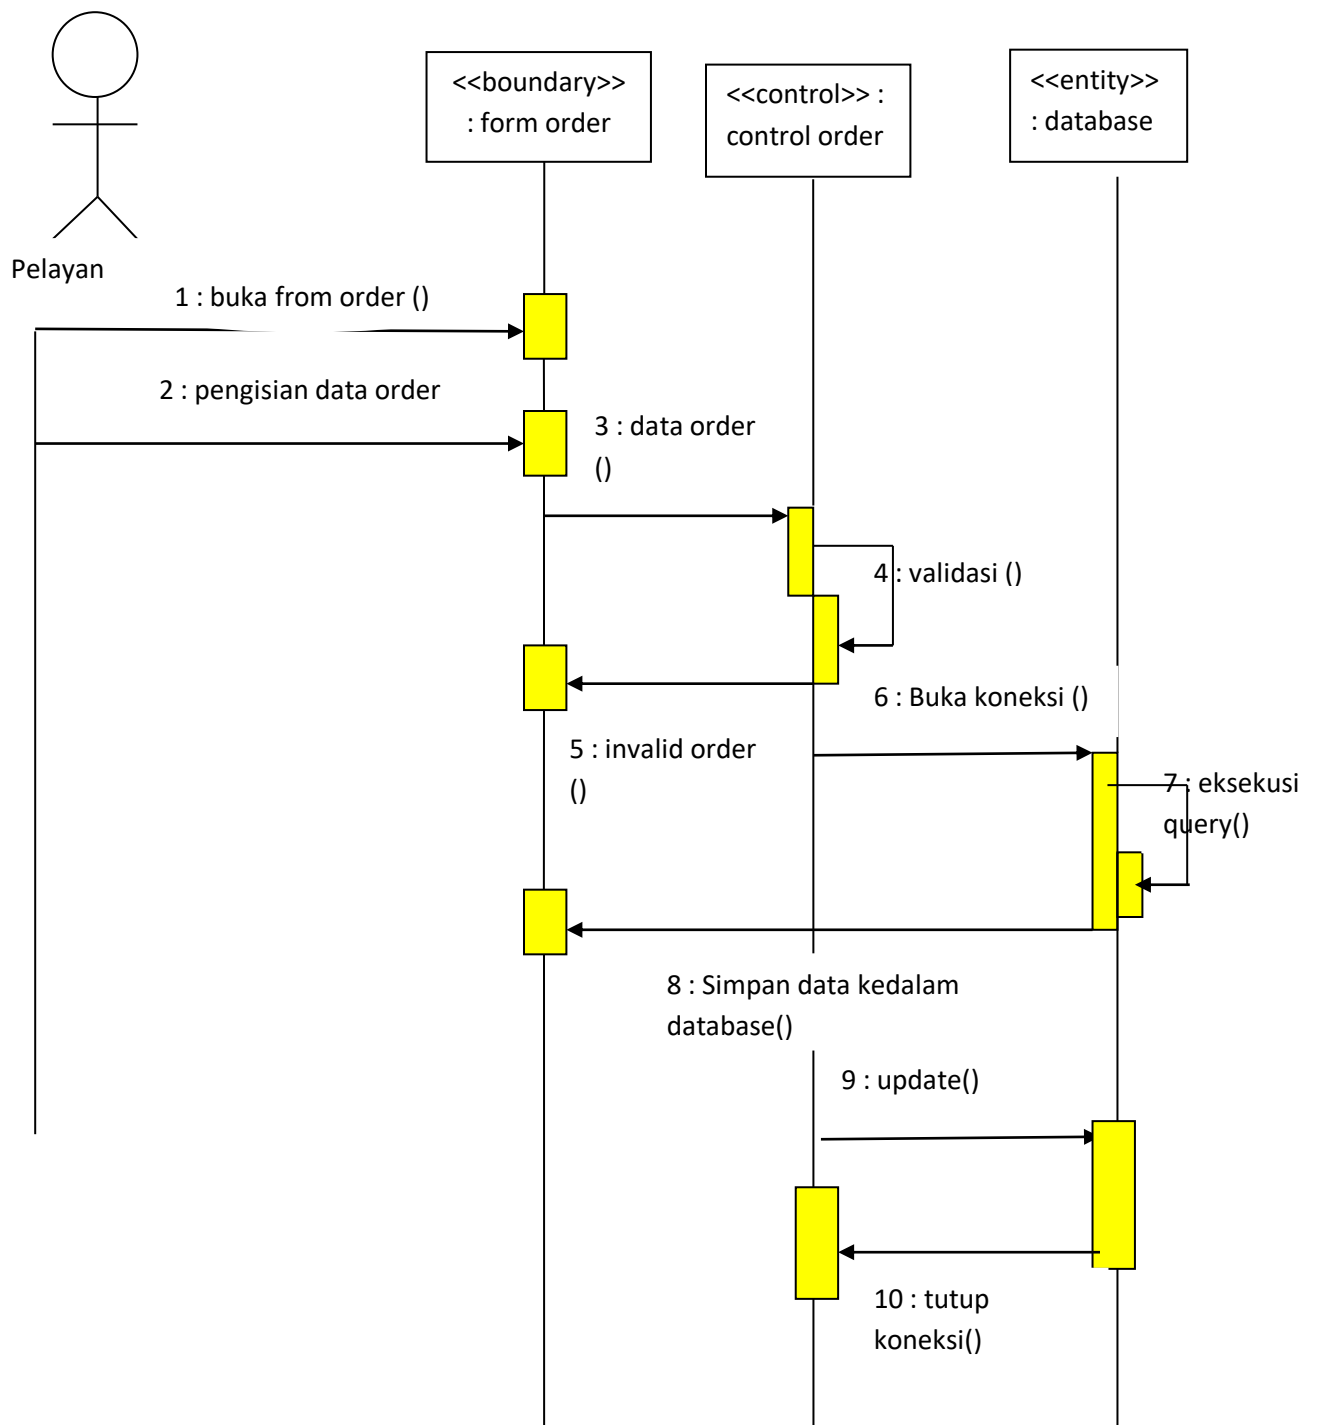 <<boundary>>
: form order
<<control>> :
control order
<<entity>>
: database
Pelayan
1 : buka from order ()
2 : pengisian data order
3 : data order
()
4 : validasi ()
6 : Buka koneksi ()
5 : invalid order
()
7 : eksekusi
query()
8 : Simpan data kedalam
database()
9 : update()
10 : tutup
koneksi()